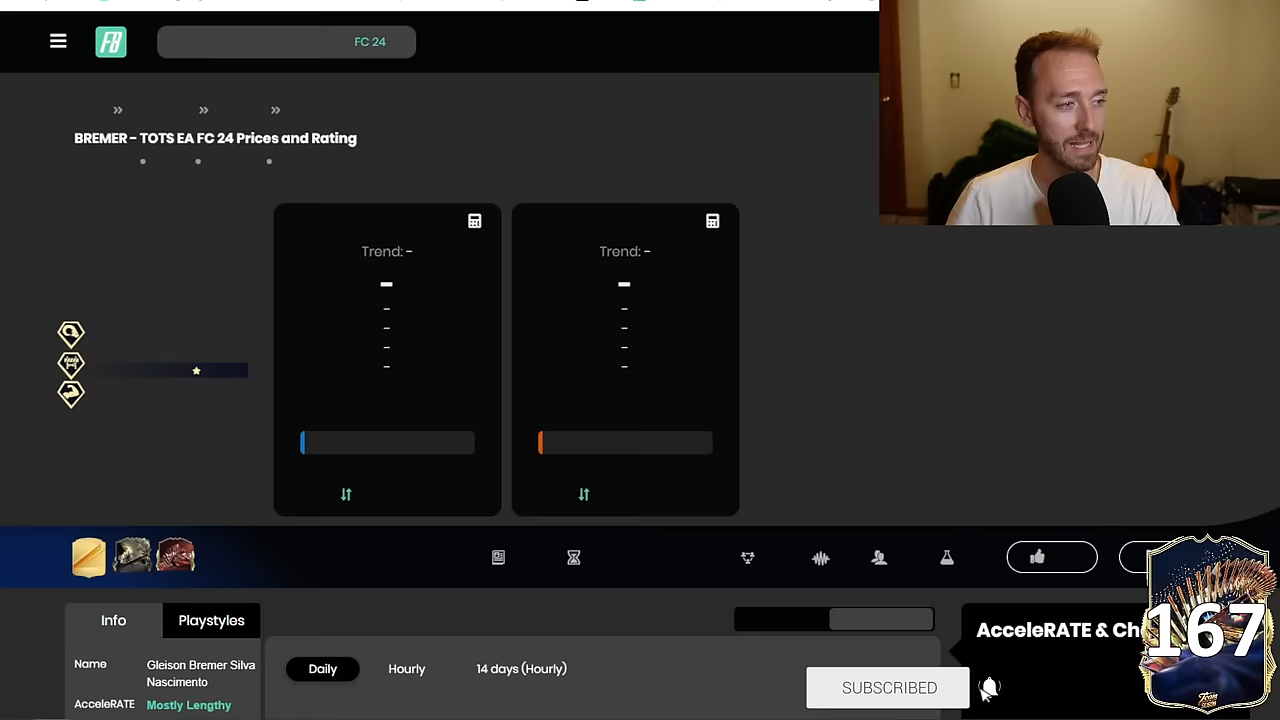 FB
FC 24
BREMER - TOTS EA FC 24 Prices and Rating
Trend: -
-
-
-
-
-
Trend: -
-
-
-
-
-
Info
Playstyles
Name
Gleison Bremer Silva
Nascimento
AcceleRATE
Mostly Lengthy
Daily
Hourly
14 days (Hourly)
AcceleRATE & Ch
167
SUBSCRIBED